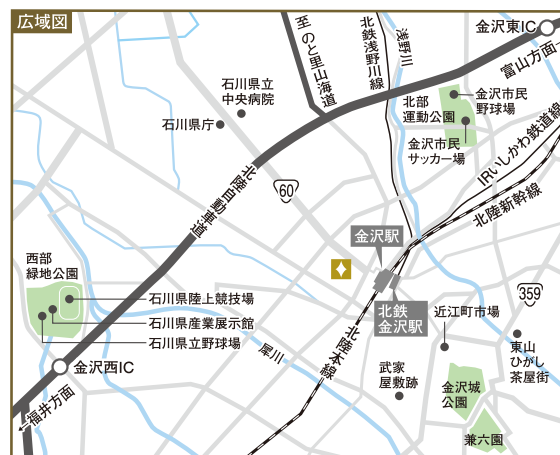 広域図
金沢東IC
富山方面
至のと里山海道
北鉄浅野川線
浅野川
石川県立
中央病院
石川県庁
北部
運動公園
金沢市民
野球場
金沢市民
サッカー場
IRいしかわ鉄道線
北陸新幹線
北陸自動車道
60
金沢駅
西部
緑地公園
石川県陸上競技場
石川県産業展示館
石川県立野球場
359
北鉄
金沢駅
近江町市場
北陸本線
犀川
東山
ひがし
茶屋街
武家
屋敷跡
金沢城
公園
兼六園
金沢西IC
←福井方面